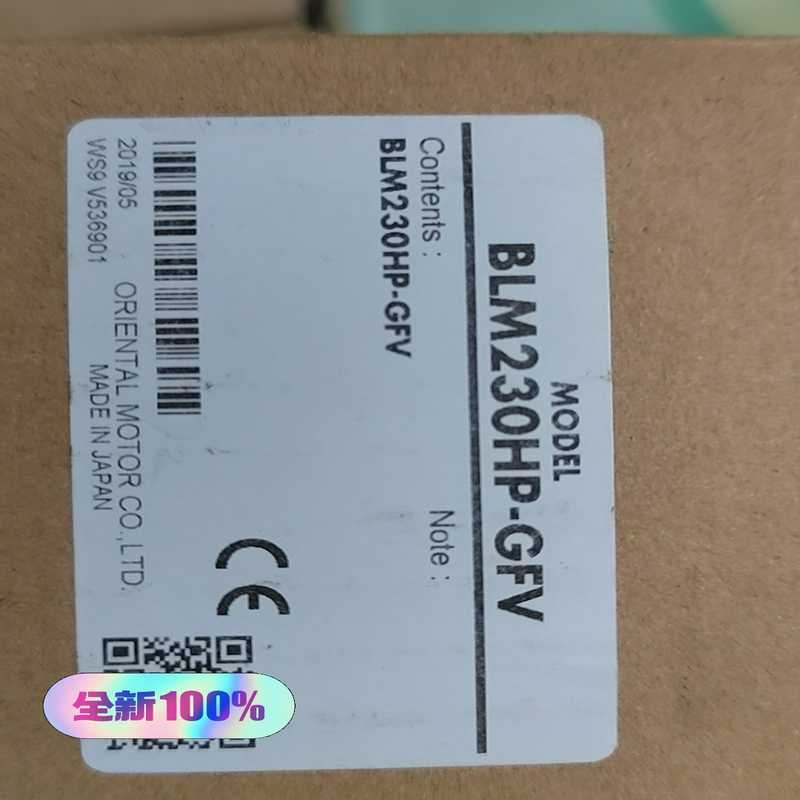 MODEL
BLM230HP-GFV
Contents :
Note :
BLM230HP-GFV
CE
2019/05
ORIENTAL MOTOR CO.,LTD.
WS9 V536901
MADE IN JAPAN
全新100%